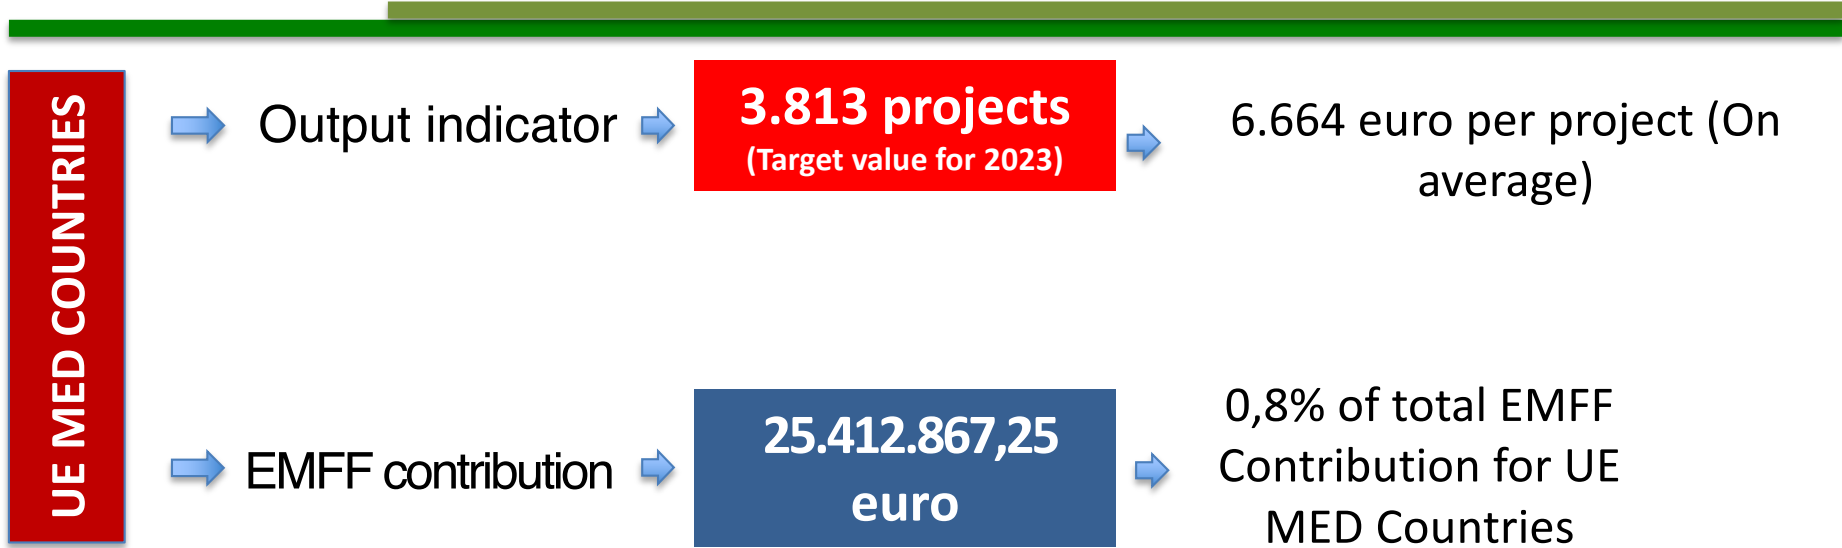 UE MED COUNTRIES
Output indicator
3.813 projects
(Target value for 2023)
6.664 euro per project (On
average)
EMFF contribution
25.412.867,25
euro
0,8% of total EMFF
Contribution for UE
MED Countries